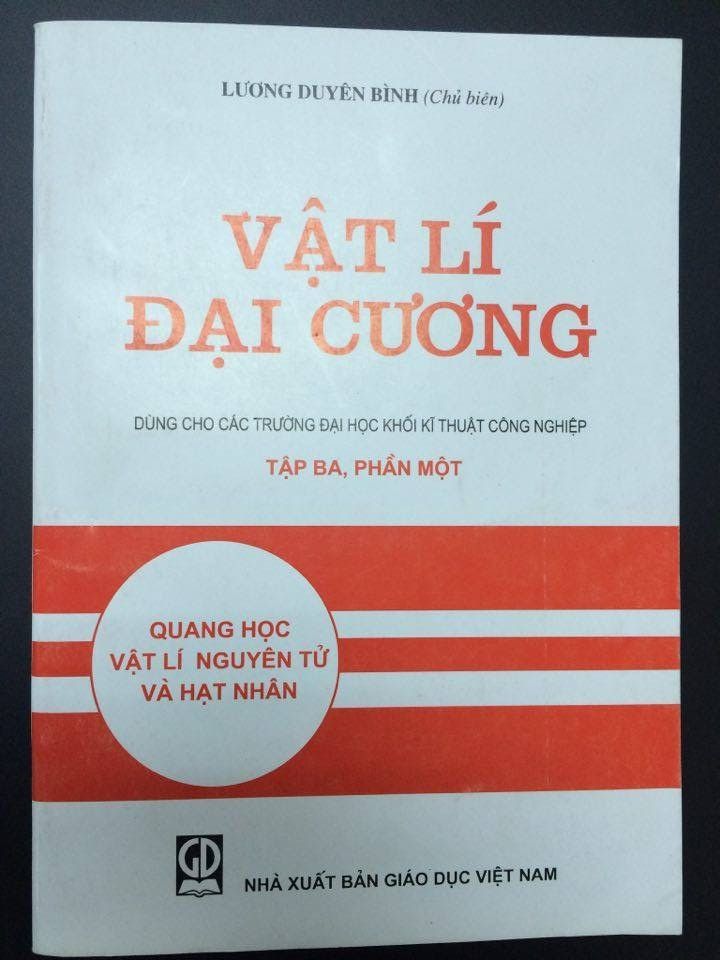 LƯƠNG DUYÊN BÌNH (Chủ biên)
VẬT LÍ
ĐẠI CƯƠNG
DÙNG CHO CÁC TRƯỜNG ĐẠI HỌC KHỐI KĨ THUẬT CÔNG NGHIỆP
TẬP BA, PHẦN MỘT
QUANG HỌC
VẬT LÍ NGUYÊN TỬ
VÀ HẠT NHÂN
GD
NHÀ XUẤT BẢN GIÁO DỤC VIỆT NAM